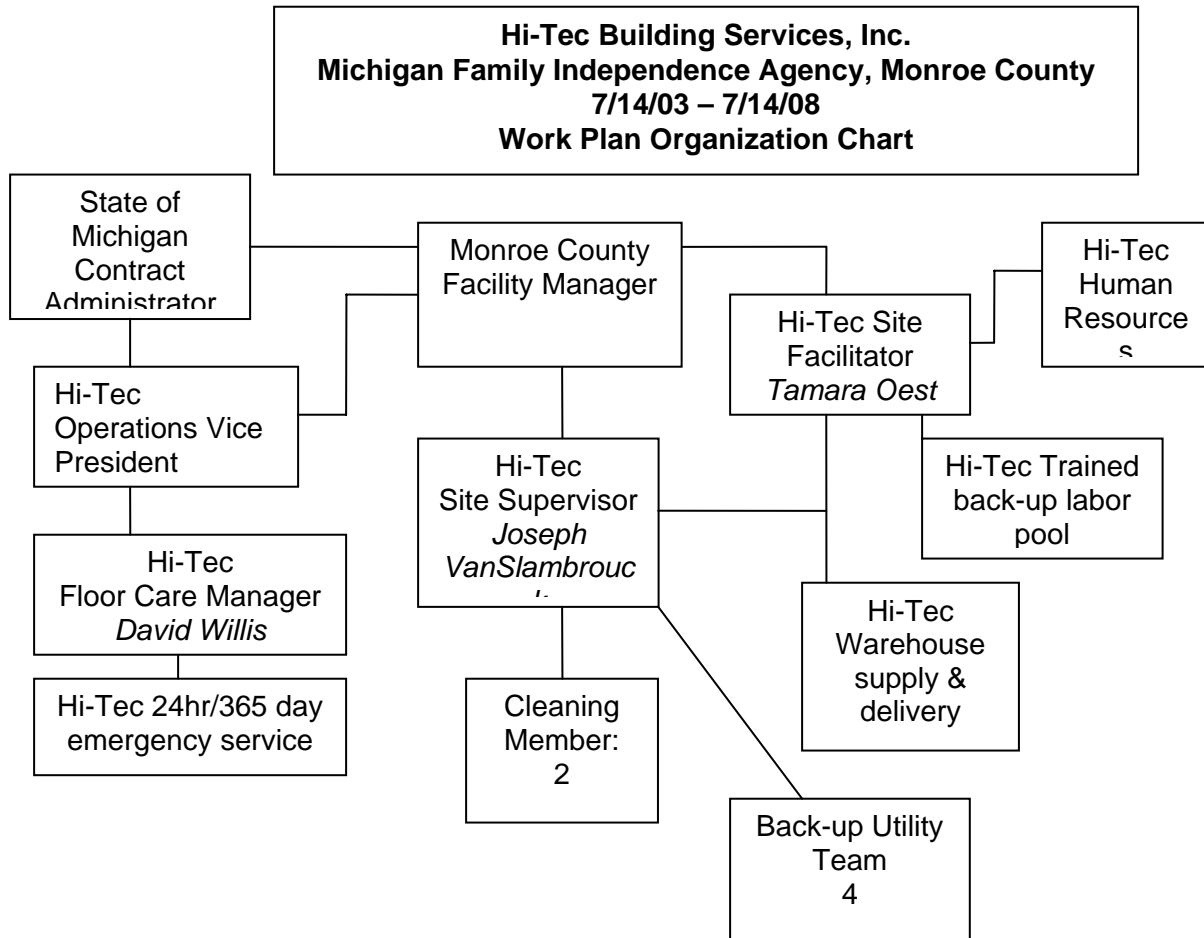 Hi-Tec Building Services, Inc.
Michigan Family Independence Agency, Monroe County
7/14/03 – 7/14/08
Work Plan Organization Chart
State of
Michigan
Contract
Administrator
Monroe County
Facility Manager
Hi-Tec
Human
Resource
s
Hi-Tec Site
Facilitator
Tamara Oest
Hi-Tec
Operations Vice
President
Hi-Tec
Site Supervisor
Joseph
VanSlambrouc
Hi-Tec Trained
back-up labor
pool
Hi-Tec
Floor Care Manager
David Willis
Hi-Tec
Warehouse
supply &
delivery
Hi-Tec 24hr/365 day
emergency service
Cleaning
Member:
2
Back-up Utility
Team
4